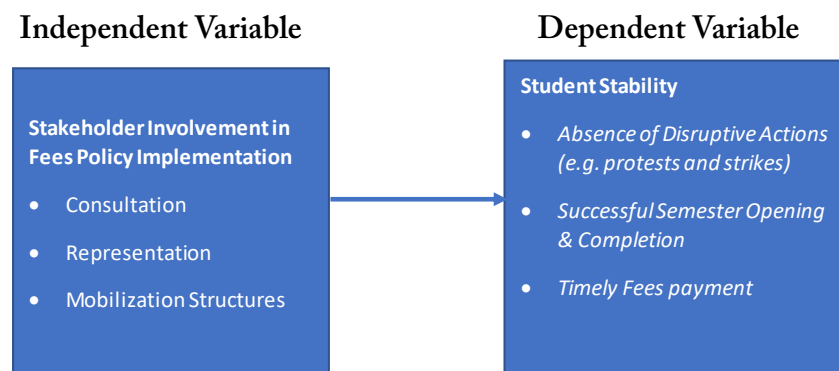 Independent Variable
Dependent Variable
Stakeholder Involvement in
Fees Policy Implementation
• Consultation
• Representation
• Mobilization Structures
Student Stability
• Absence of Disruptive Actions
(e.g. protests and strikes)
• Successful Semester Opening
& Completion
• Timely Fees payment